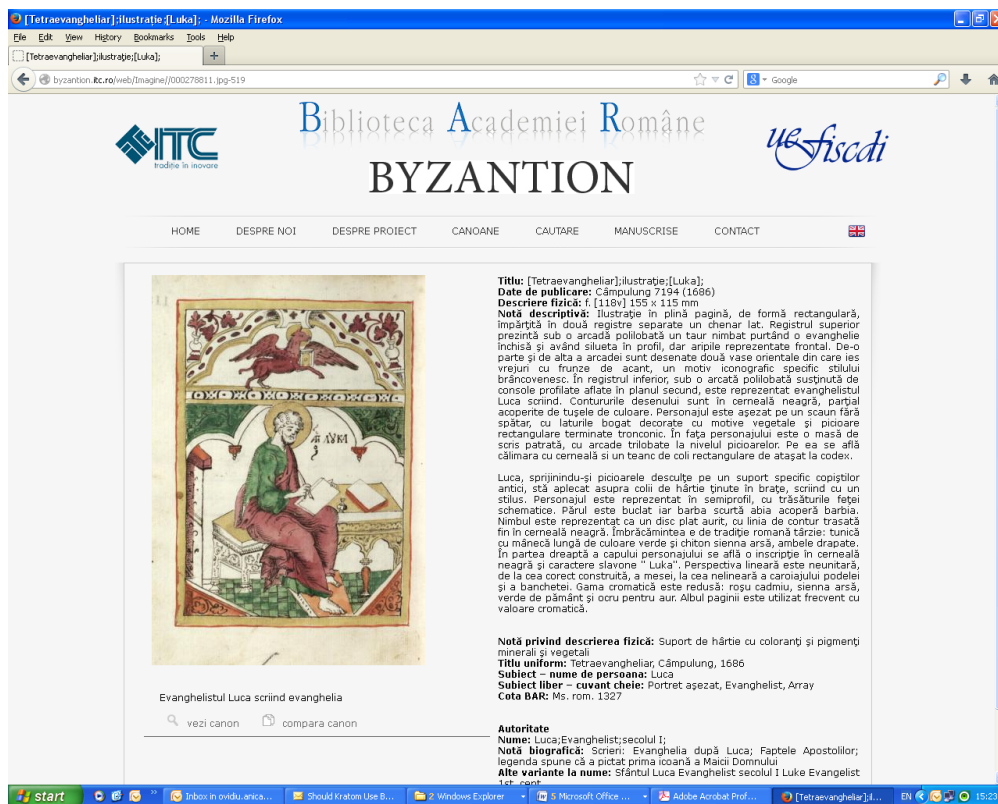 [Tetraevangheliar];ilustrație;[Luka]; - Mozilla Firefox
File Edit View History Bookmarks Tools Help
[Tetraevangheliar];ilustrație;[Luka]; +
byzantion.itc.ro/web/Imagine//000278811.jpg-519 Google
Biblioteca Academiei Române
ITC
tradiție în inovare
uefiscdi
BYZANTION
HOME DESPRE NOI DESPRE PROIECT CANOANE CAUTARE MANUSCRISE CONTACT
Titlu: [Tetraevangheliar];ilustrație;[Luka];
Date de publicare: Câmpulung 7194 (1686)
Descriere fizică: f. [118v] 155 x 115 mm
Notă descriptivă: Ilustrație în plină pagină, de formă rectangulară,
împărțită în două registre separate un chenar lat. Registrul superior
prezintă sub o arcadă polilobată un taur nimbat purtând o evanghelie
închisă și având silueta în profil, dar aripile reprezentate frontal. De-o
parte și de alta a arcadei sunt desenate două vase orientale din care ies
vrejuri cu frunze de acant, un motiv iconografic specific stilului
brâncovenesc. În registrul inferior, sub o arcată polilobată susținută de
console profilate aflate în planul secund, este reprezentat evanghelistul
Luca scriind. Contururile desenului sunt în cerneală neagră, parțial
acoperite de tușele de culoare. Personajul este așezat pe un scaun fără
spătar, cu laturile bogat decorate cu motive vegetale și picioare
rectangulare terminate tronconic. În fața personajului este o masă de
scris patrată, cu arcade trilobate la nivelul picioarelor. Pe ea se află
călimara cu cerneală si un teanc de coli rectangulare de atașat la codex.
Luca, sprijinindu-și picioarele desculțe pe un suport specific copiștilor
antici, stă aplecat asupra colii de hârtie ținute în brațe, scriind cu un
stilus. Personajul este reprezentat în semiprofil, cu trăsăturile feței
schematice. Părul este buclat iar barba scurtă abia acoperă barbia.
Nimbul este reprezentat ca un disc plat aurit, cu linia de contur trasată
fin în cerneală neagră. Îmbrăcămintea e de tradiție romană târzie: tunică
cu mânecă lungă de culoare verde și chiton sienna arsă, ambele drapate.
În partea dreaptă a capului personajului se află o inscripție în cerneală
neagră și caractere slavone " Luka". Perspectiva lineară este neunitară,
de la cea corect construită, a mesei, la cea nelineară a caroiajului podelei
și a banchetei. Gama cromatică este redusă: roșu cadmiu, sienna arsă,
verde de pământ și ocru pentru aur. Albul paginii este utilizat frecvent cu
valoare cromatică.
Notă privind descrierea fizică: Suport de hârtie cu coloranți și pigmenți
minerali și vegetali
Titlu uniform: Tetraevangheliar, Câmpulung, 1686
Subiect – nume de persoana: Luca
Subiect liber – cuvant cheie: Portret așezat, Evanghelist, Array
Cota BAR: Ms. rom. 1327
Evanghelistul Luca scriind evanghelia
vezi canon compara canon
Autoritate
Nume: Luca;Evanghelist;secolul I;
Notă biografică: Scrieri: Evanghelia după Luca; Faptele Apostolilor;
legenda spune că a pictat prima icoană a Maicii Domnului
Alte variante la nume: Sfântul Luca Evanghelist secolul I Luke Evangelist
1st. cent
start Inbox in ovidiu.anica... Should Kratom Use B... 2 Windows Explorer 5 Microsoft Office ... Adobe Acrobat Prof... [Tetraevangheliar];il... EN 15:23